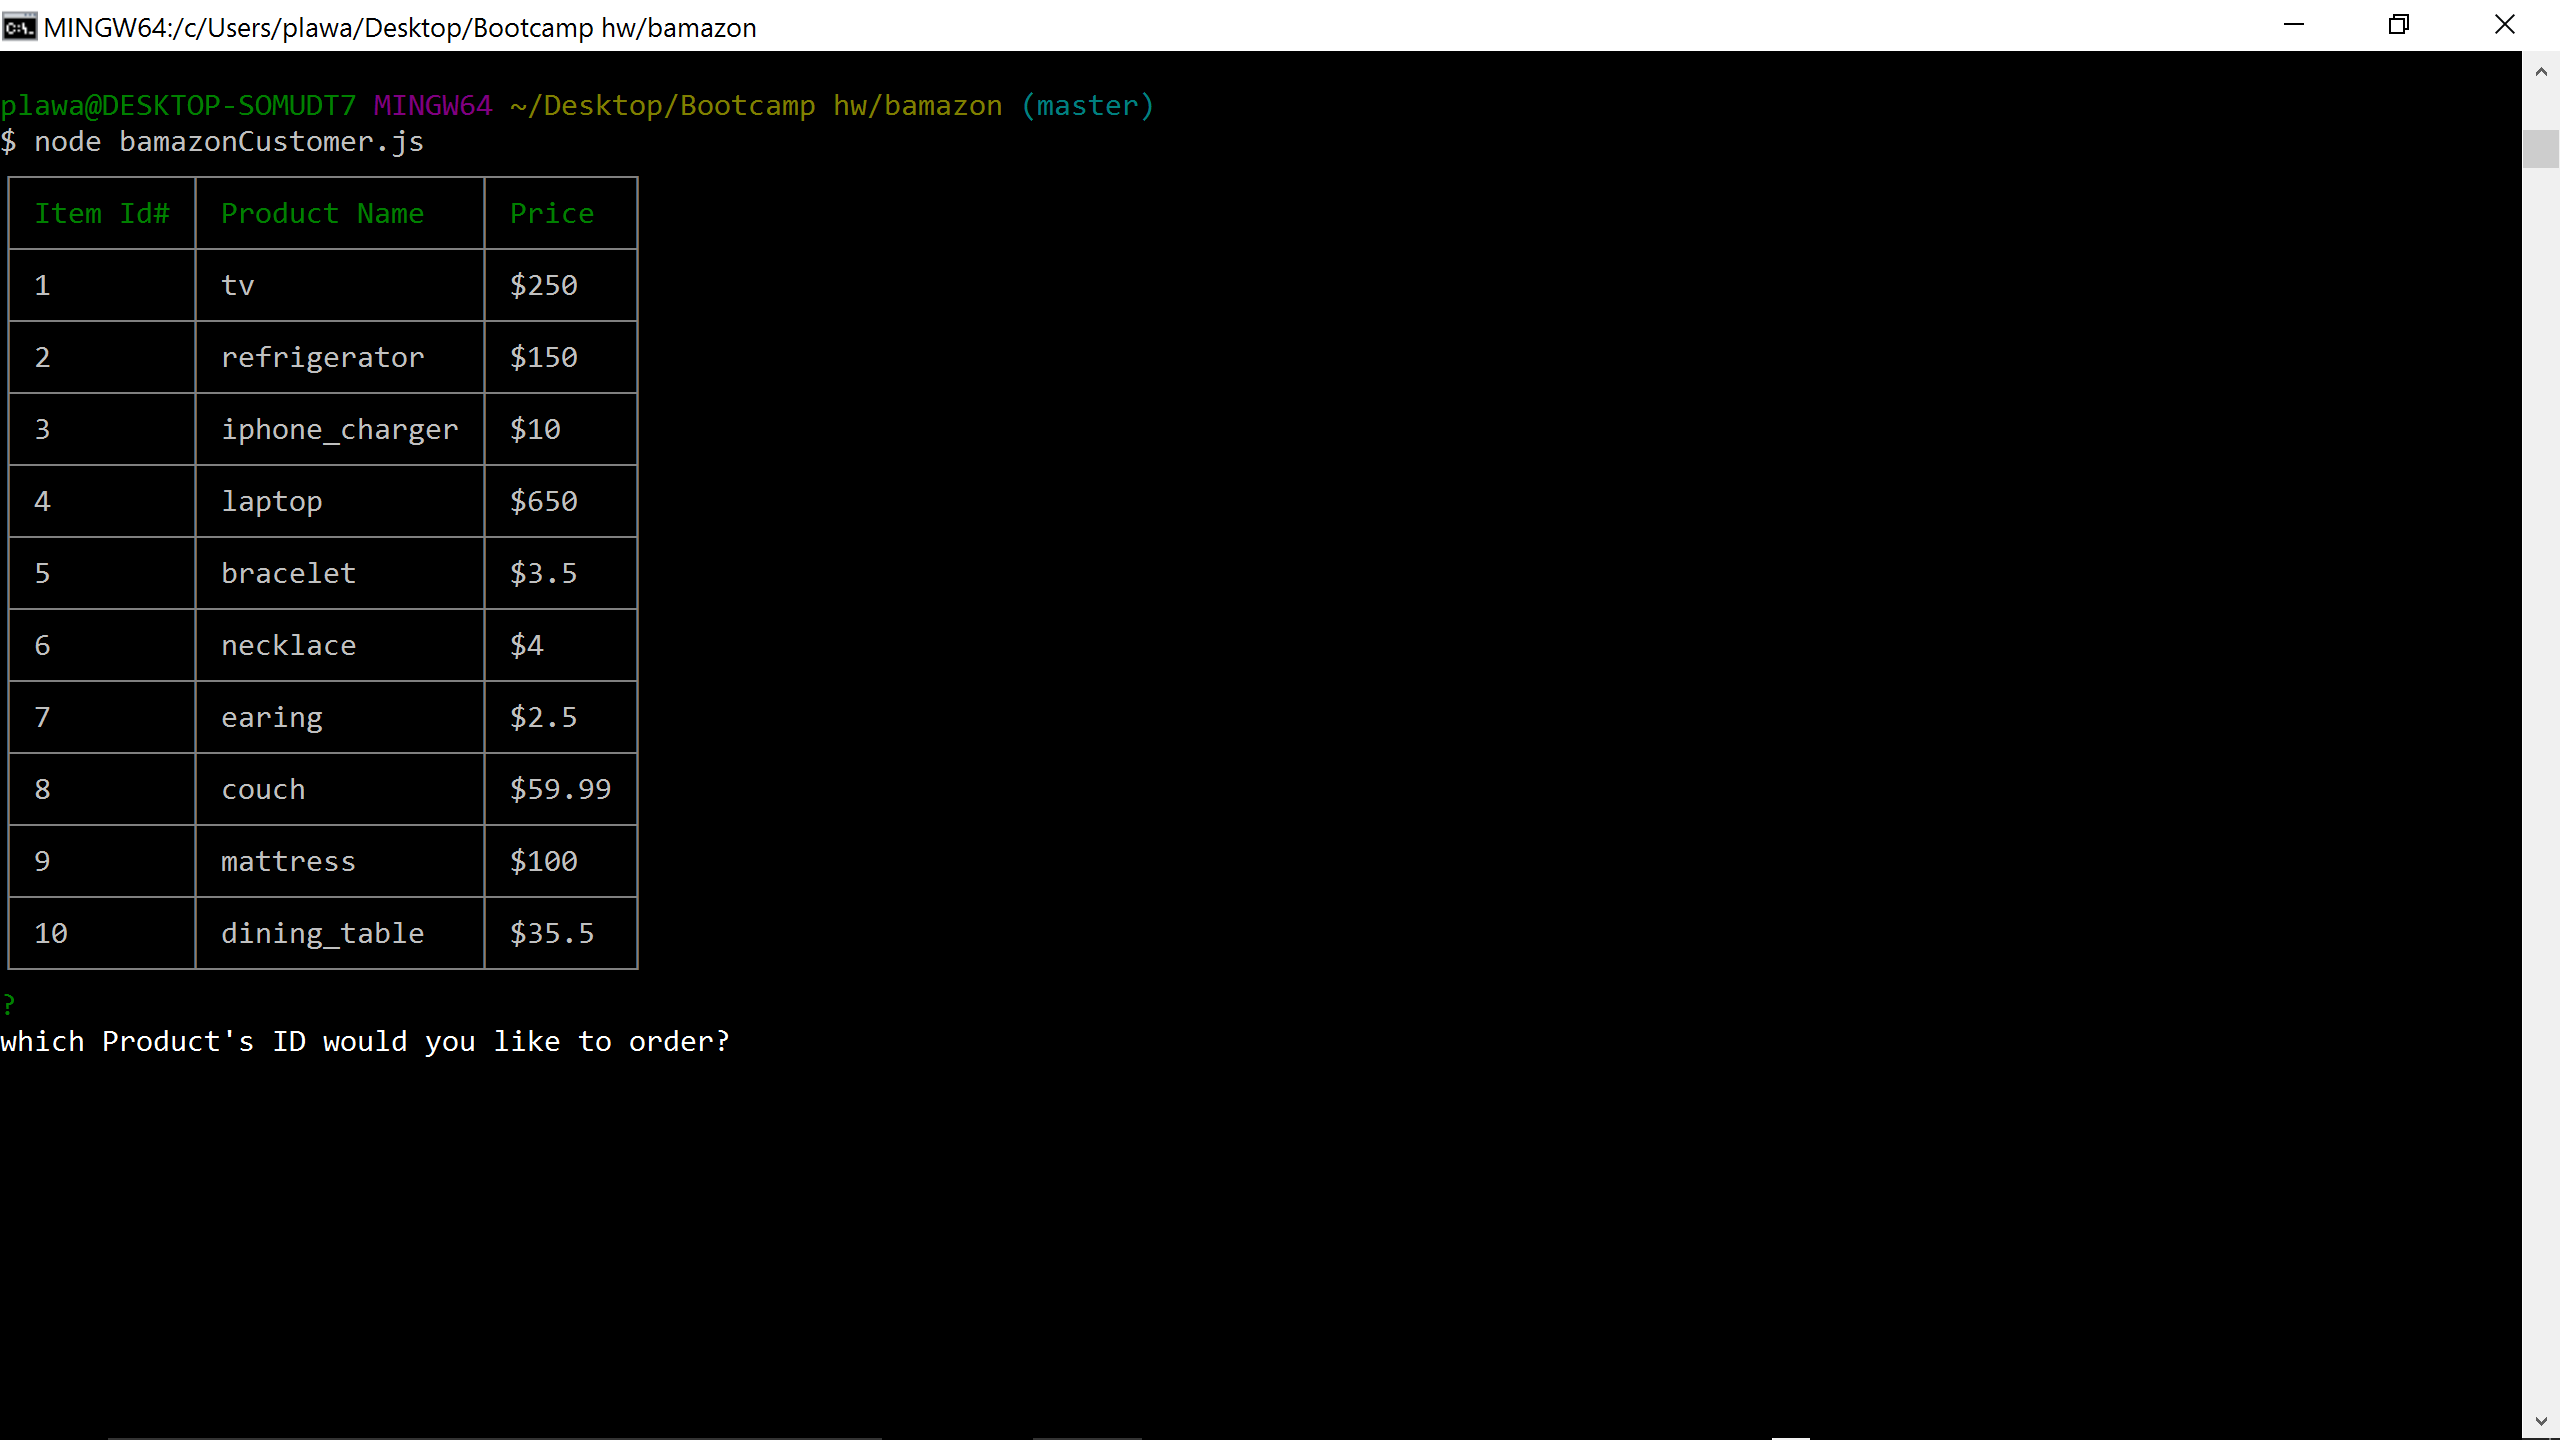 MINGW64:/c/Users/plawa/Desktop/Bootcamp hw/bamazon
plawa@DESKTOP-SOMUDT7 MINGW64 ~/Desktop/Bootcamp hw/bamazon (master)
$ node bamazonCustomer.js
Item Id# Product Name Price
1 tv $250
2 refrigerator $150
3 iphone_charger $10
4 laptop $650
5 bracelet $3.5
6 necklace $4
7 earing $2.5
8 couch $59.99
9 mattress $100
10 dining_table $35.5
?
which Product's ID would you like to order?